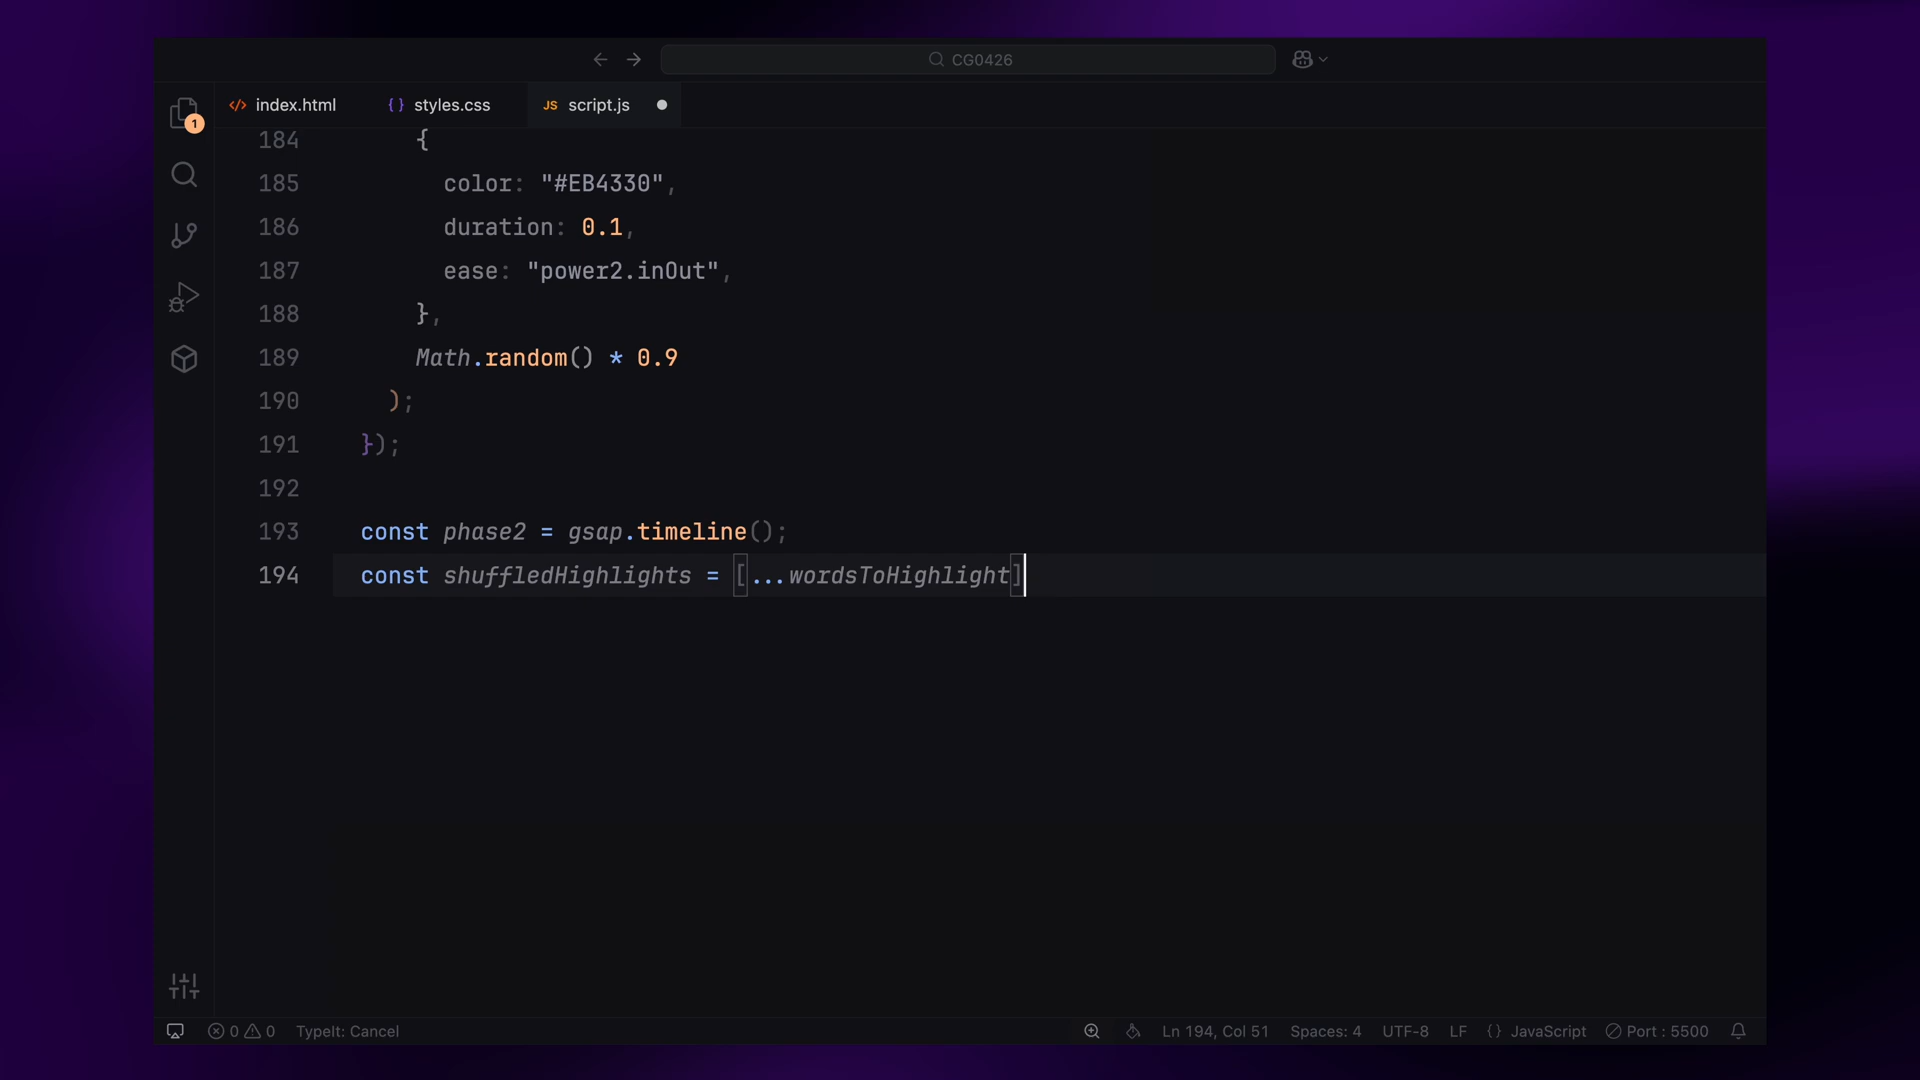 CG0426
index.html
styles.css
JS script.js
1
184 {
185 color: "#EB4330",
186 duration: 0.1,
187 ease: "power2.inOut",
188 },
189 Math.random() * 0.9
190 );
191 });
192
193 const phase2 = gsap.timeline();
194 const shuffledHighlights = [...wordsToHighlight]
0 0 TypeIt: Cancel Ln 194, Col 51 Spaces: 4 UTF-8 LF {} JavaScript Port : 5500